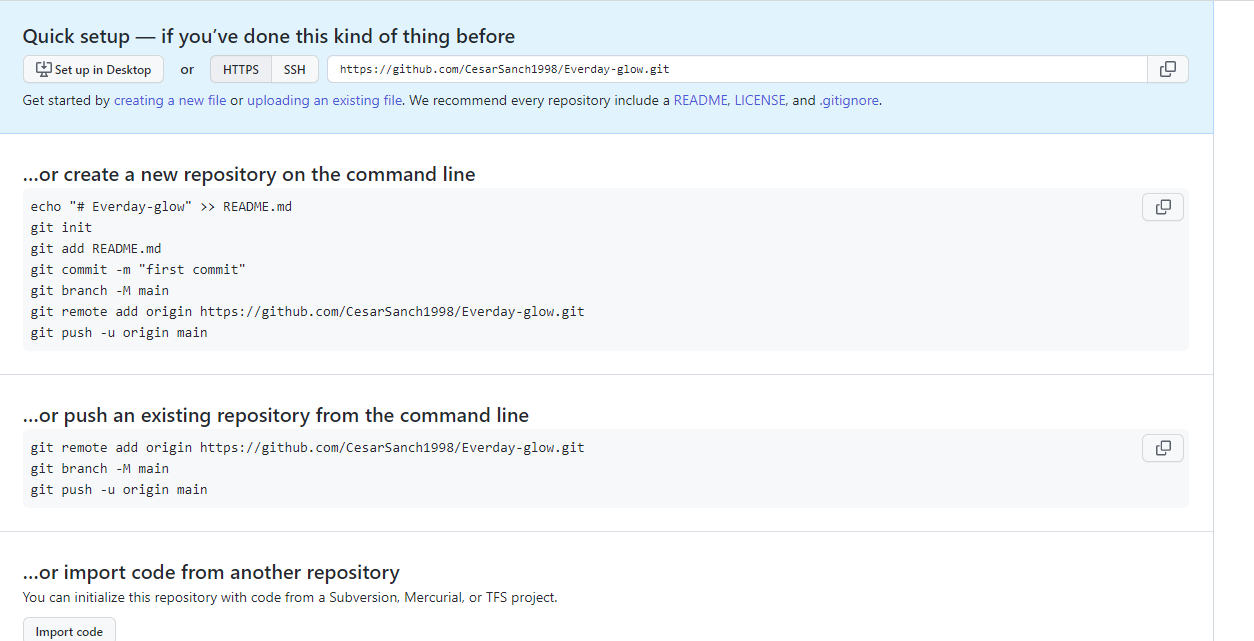 Quick setup — if you’ve done this kind of thing before
Set up in Desktop or HTTPS SSH https://github.com/CesarSanch1998/Everday-glow.git
Get started by creating a new file or uploading an existing file. We recommend every repository include a README, LICENSE, and .gitignore.
…or create a new repository on the command line
echo "# Everday-glow" >> README.md
git init
git add README.md
git commit -m "first commit"
git branch -M main
git remote add origin https://github.com/CesarSanch1998/Everday-glow.git
git push -u origin main
…or push an existing repository from the command line
git remote add origin https://github.com/CesarSanch1998/Everday-glow.git
git branch -M main
git push -u origin main
…or import code from another repository
You can initialize this repository with code from a Subversion, Mercurial, or TFS project.
Import code